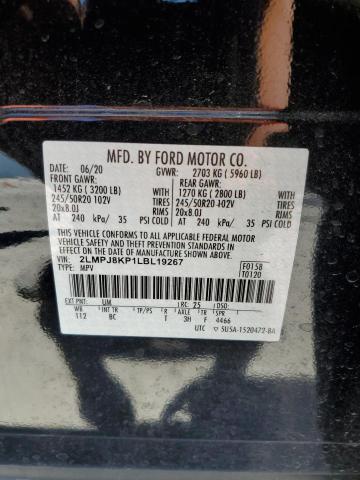 MFD. BY FORD MOTOR CO.
DATE: 06/20 GVWR: 2703 KG ( 5960 LB)
FRONT GAWR: REAR GAWR:
1452 KG ( 3200 LB) 1270 KG ( 2800 LB)
245/50R20 102V TIRES 245/50R20 102V TIRES
20x8.0J RIMS 20x8.0J RIMS
AT 240 kPa/ 35 PSI COLD AT 240 kPa/ 35 PSI COLD
THIS VEHICLE CONFORMS TO ALL APPLICABLE FEDERAL MOTOR
VEHICLE SAFETY AND THEFT PREVENTION STANDARDS IN
EFFECT ON THE DATE OF MANUFACTURE SHOWN ABOVE.
VIN: 2LMPJ8KP1LBL19267 F0158
TYPE: MPV T0120
EXT PNT: UM RC: 25 DSO:
WB BRK INT TR TP/PS R AXLE TR SPR
112 BC T 3H F 4466
UTC 5U5A-1520472-BA